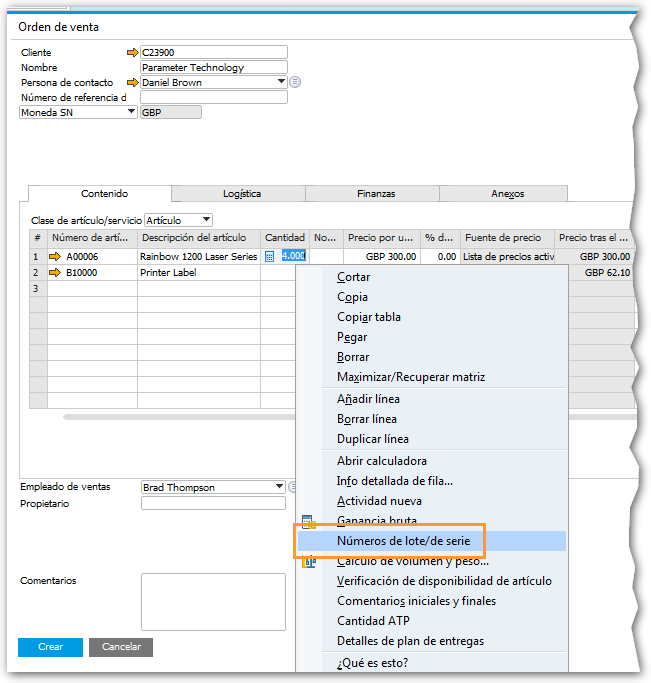 Orden de venta
Cliente C23900
Nombre Parameter Technology
Persona de contacto Daniel Brown
Número de referencia d
Moneda SN GBP
Contenido Logística Finanzas Anexos
Clase de artículo/servicio Artículo
# Número de artí... Descripción del artículo Cantidad No... Precio por u... % d... Fuente de precio Precio tras el ...
1 A00006 Rainbow 1200 Laser Series 4.000 GBP 300.00 0.00 Lista de precios activ GBP 300.00
2 B10000 Printer Label GBP 62.10
3
Cortar
Copia
Copiar tabla
Pegar
Borrar
Maximizar/Recuperar matriz
Añadir línea
Borrar línea
Duplicar línea
Abrir calculadora
Info detallada de fila...
Actividad nueva
Ganancia bruta
Números de lote/de serie
Cálculo de volumen y peso...
Verificación de disponibilidad de artículo
Comentarios iniciales y finales
Cantidad ATP
Detalles de plan de entregas
¿Qué es esto?
Empleado de ventas Brad Thompson
Propietario
Comentarios
Crear Cancelar